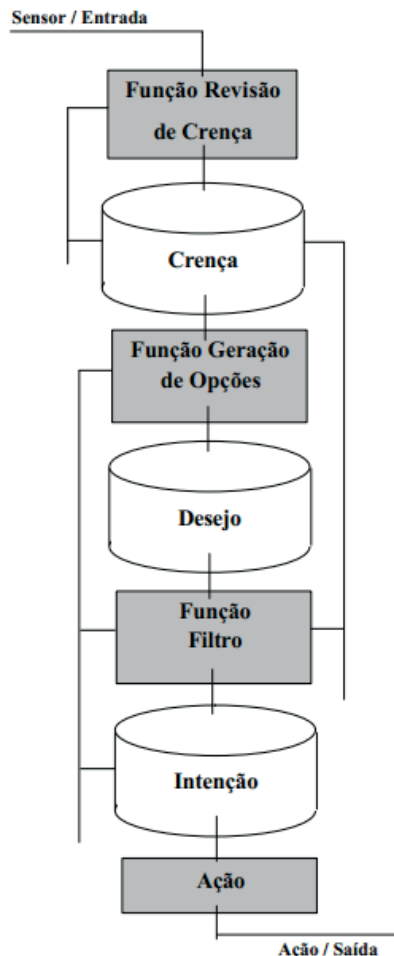 Sensor / Entrada
Função Revisão
de Crença
Crença
Função Geração
de Opções
Desejo
Função
Filtro
Intenção
Ação
Ação / Saída